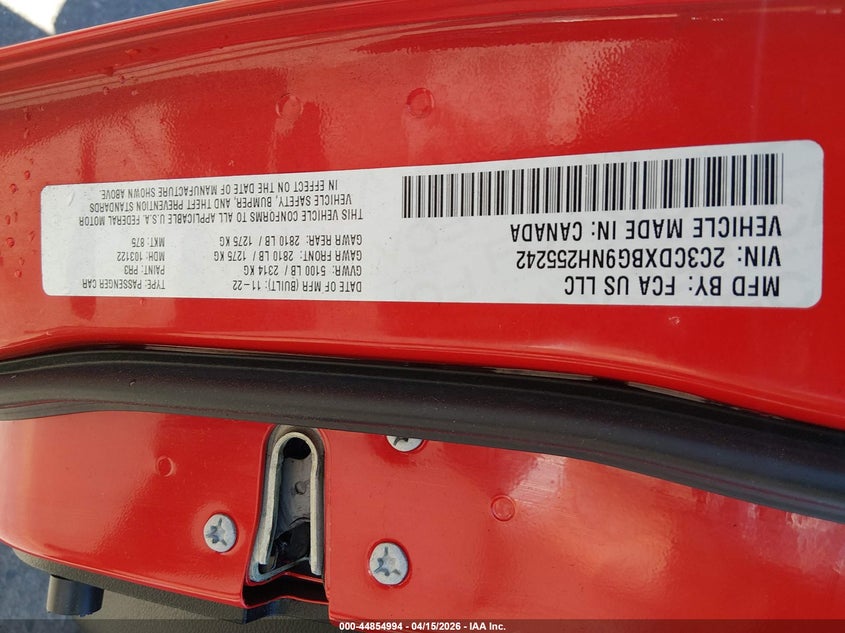 MFD BY: FCA US LLC
VIN: 2C3CDXBG9NH255242
VEHICLE MADE IN: CANADA
DATE OF MFR (BUILT): 11-22
GVWR: 5100 LB / 2314 KG
GAWR FRONT: 2810 LB / 1275 KG
GAWR REAR: 2810 LB / 1275 KG
TYPE: PASSENGER CAR
PAINT: PR3
MDH: 103122
MKT: 875
THIS VEHICLE CONFORMS TO ALL APPLICABLE U.S.A. FEDERAL MOTOR
VEHICLE SAFETY, BUMPER, AND THEFT PREVENTION STANDARDS
IN EFFECT ON THE DATE OF MANUFACTURE SHOWN ABOVE.
000-44854994 - 04/15/2026 - IAA Inc.